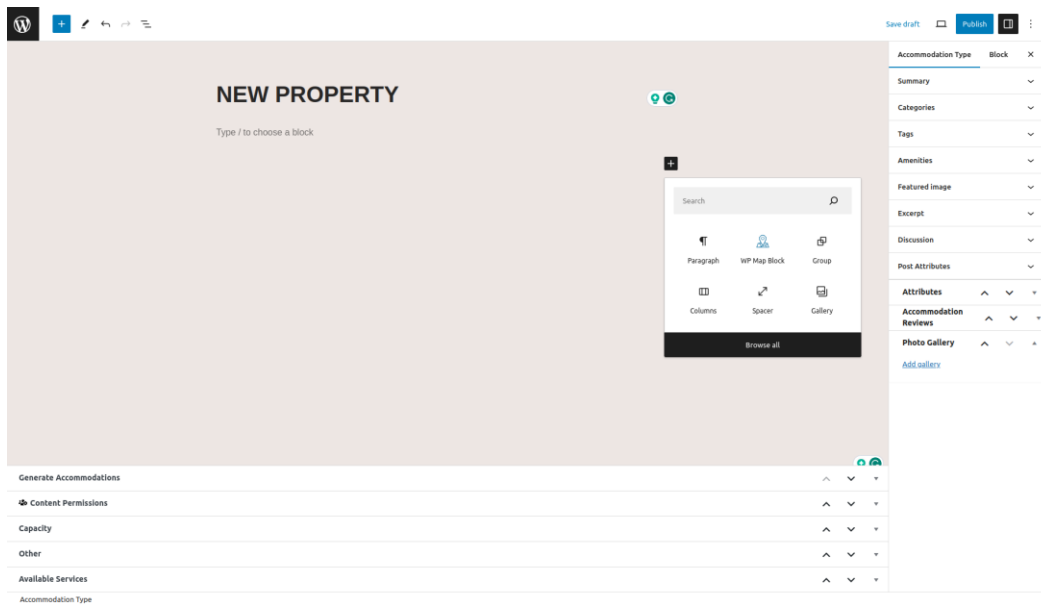 Save draft
Publish
NEW PROPERTY
Type / to choose a block
Search
Paragraph
WP Map Block
Group
Columns
Spacer
Gallery
Browse all
Accommodation Type
Block
Summary
Categories
Tags
Amenities
Featured image
Excerpt
Discussion
Post Attributes
Attributes
Accommodation
Reviews
Photo Gallery
Add gallery
Generate Accommodations
Content Permissions
Capacity
Other
Available Services
Accommodation Type